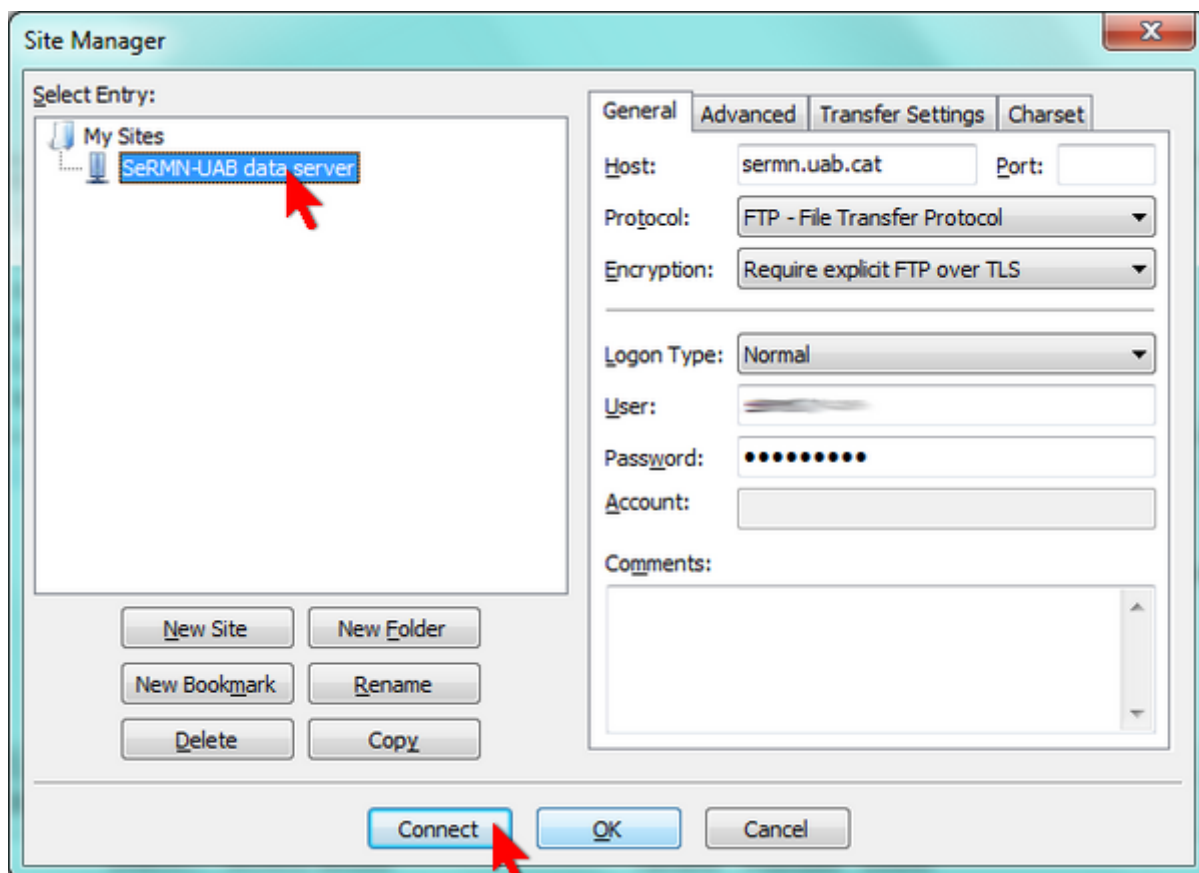 Site Manager
Select Entry:
My Sites
SeRMN-UAB data server
New Site
New Folder
New Bookmark
Rename
Delete
Copy
General
Advanced
Transfer Settings
Charset
Host:
sermn.uab.cat
Port:
Protocol:
FTP - File Transfer Protocol
Encryption:
Require explicit FTP over TLS
Logon Type:
Normal
User:
Password:
•••••••••
Account:
Comments:
Connect
OK
Cancel